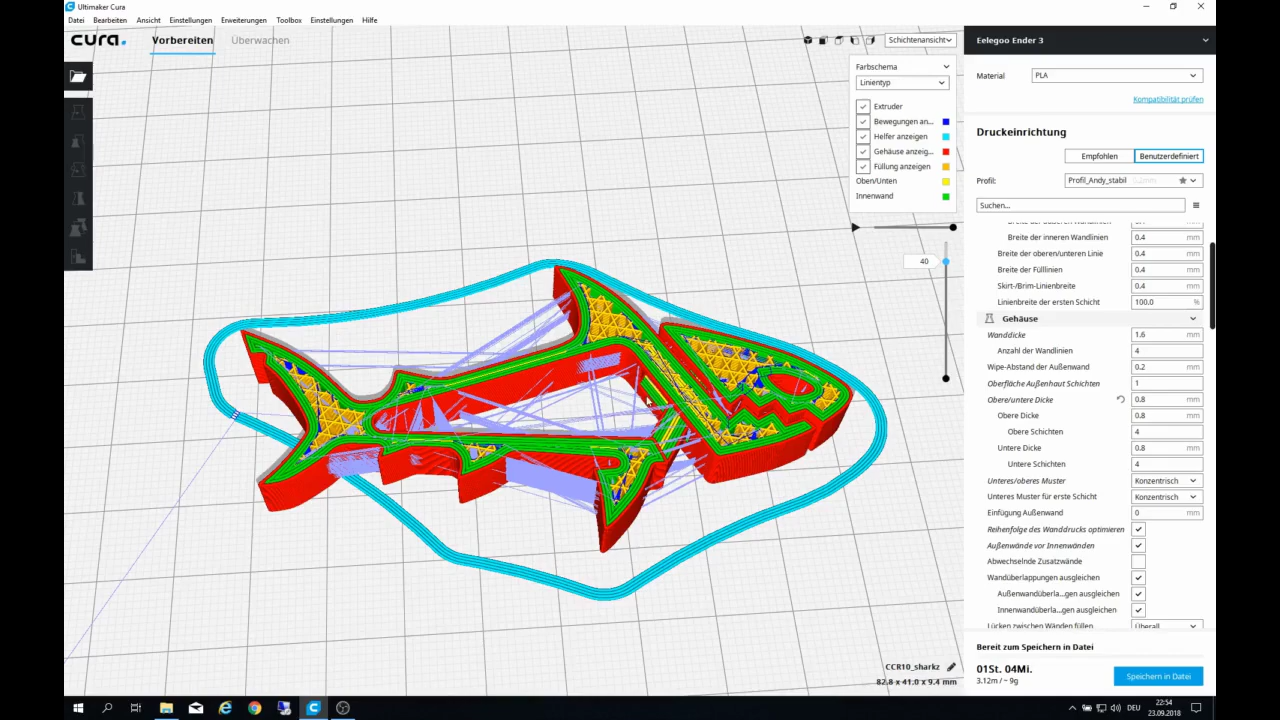 Ultimaker Cura
Datei Bearbeiten Ansicht Einstellungen Erweiterungen Toolbox Einstellungen Hilfe
cura. Vorbereiten Überwachen
Schichtenansicht
Farbschema
Linientyp
Extruder
Bewegungen an...
Helfer anzeigen
Gehäuse anzeig...
Füllung anzeigen
Oben/Unten
Innenwand
40
Eelegoo Ender 3
Material PLA
Kompatibilität prüfen
Druckeinrichtung
Empfohlen Benutzerdefiniert
Profil: Profil_Andy_stabil 0.2mm
Suchen...
Breite der inneren Wandlinien 0.4 mm
Breite der oberen/unteren Linie 0.4 mm
Breite der Fülllinien 0.4 mm
Skirt-/Brim-Linienbreite 0.4 mm
Linienbreite der ersten Schicht 100.0 %
Gehäuse
Wanddicke 1.6 mm
Anzahl der Wandlinien 4
Wipe-Abstand der Außenwand 0.2 mm
Oberfläche Außenhaut Schichten 1
Obere/untere Dicke 0.8 mm
Obere Dicke 0.8 mm
Obere Schichten 4
Untere Dicke 0.8 mm
Untere Schichten 4
Unteres/oberes Muster Konzentrisch
Unteres Muster für erste Schicht Konzentrisch
Einfügung Außenwand 0 mm
Reihenfolge des Wanddrucks optimieren
Außenwände vor Innenwänden
Abwechselnde Zusatzwände
Wandüberlappungen ausgleichen
Außenwandüberla...gen ausgleichen
Innenwandüberla...gen ausgleichen
Lücken zwischen Wänden füllen Überall
Bereit zum Speichern in Datei
01St. 04Mi.
3.12m / ~ 9g
Speichern in Datei
CCR10_sharkz
82.8 x 41.0 x 9.4 mm
DEU
22:54
23.09.2018